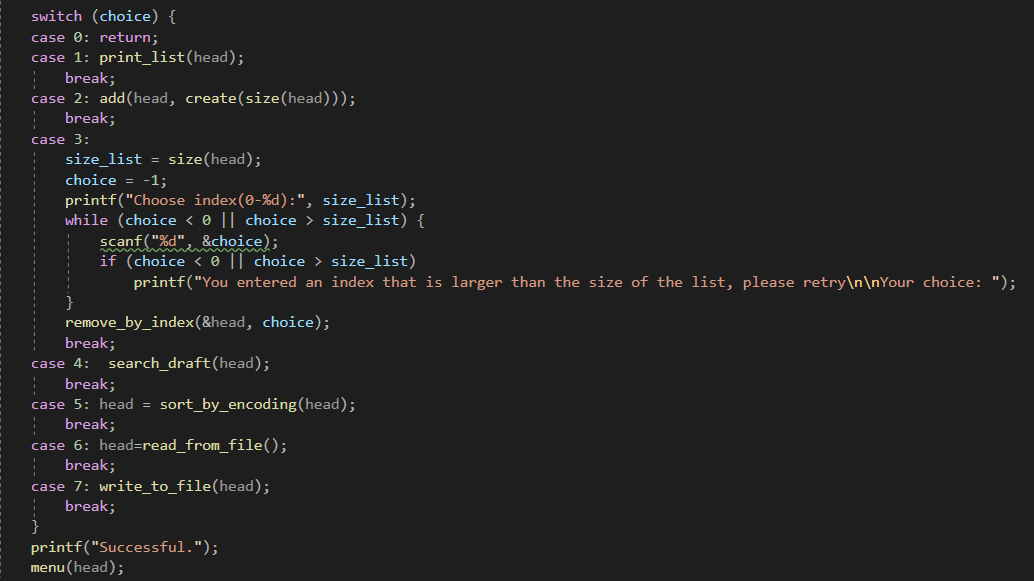 switch (choice) {
case 0: return;
case 1: print_list(head);
break;
case 2: add(head, create(size(head)));
break;
case 3:
size_list = size(head);
choice = -1;
printf("Choose index(0-%d):", size_list);
while (choice < 0 || choice > size_list) {
scanf("%d", &choice);
if (choice < 0 || choice > size_list)
printf("You entered an index that is larger than the size of the list, please retry\n\nYour choice: ");
}
remove_by_index(&head, choice);
break;
case 4:  search_draft(head);
break;
case 5: head = sort_by_encoding(head);
break;
case 6: head=read_from_file();
break;
case 7: write_to_file(head);
break;
}
printf("Successful.");
menu(head);